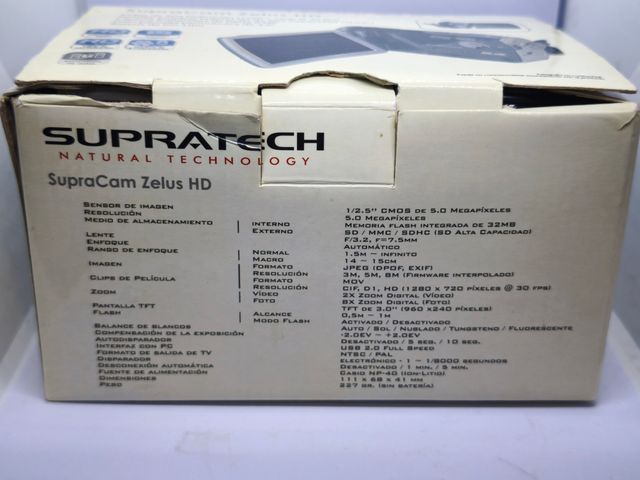 SupraCam Zelus HD
SUPRATECH
NATURAL TECHNOLOGY
SupraCam Zelus HD
SENSOR DE IMAGEN 1/2.5" CMOS DE 5.0 MEGAPÍXELES
RESOLUCIÓN 5.0 MEGAPÍXELES
MEDIO DE ALMACENAMIENTO INTERNO MEMORIA FLASH INTEGRADA DE 32MB
EXTERNO SD / MMC / SDHC (SD ALTA CAPACIDAD)
LENTE F/3.2, F=7.5MM
ENFOQUE AUTOMÁTICO
RANGO DE ENFOQUE NORMAL 1.5M ~ INFINITO
MACRO 14 ~ 15CM
IMAGEN FORMATO JPEG (DPOF, EXIF)
RESOLUCIÓN 3M, 5M, 8M (FIRMWARE INTERPOLADO)
CLIPS DE PELÍCULA FORMATO MOV
RESOLUCIÓN CIF, D1, HD (1280 X 720 PÍXELES @ 30 FPS)
ZOOM VÍDEO 2X ZOOM DIGITAL (VÍDEO)
FOTO 8X ZOOM DIGITAL (FOTO)
PANTALLA TFT TFT DE 3.0" (960 X240 PÍXELES)
FLASH ALCANCE 0,5M ~ 1M
MODO FLASH ACTIVADO / DESACTIVADO
BALANCE DE BLANCOS AUTO / SOL / NUBLADO / TUNGSTENO / FLUORESCENTE
COMPENSACIÓN DE LA EXPOSICIÓN -2.0EV ~ +2.0EV
AUTODISPARADOR DESACTIVADO / 5 SEG. / 10 SEG.
INTERFAZ CON PC USB 2.0 FULL SPEED
FORMATO DE SALIDA DE TV NTSC / PAL
DISPARADOR ELECTRÓNICO - 1 ~ 1/8000 SEGUNDOS
DESCONEXIÓN AUTOMÁTICA DESACTIVADO / 1 MIN. / 5 MIN.
FUENTE DE ALIMENTACIÓN CASIO NP-40 (ION-LITIO)
DIMENSIONES 111 X 68 X 41 MM
PESO 227 GR. (SIN BATERÍA)